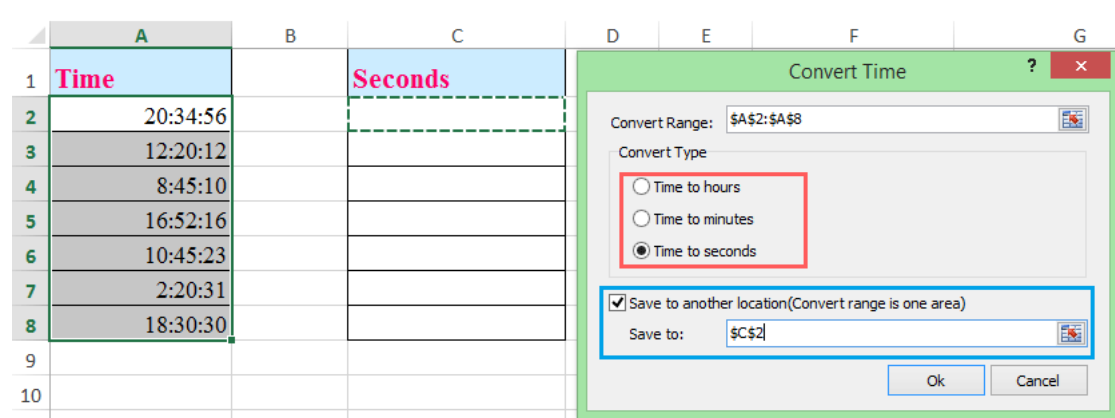 A B C D E F G
1 Time Seconds
2 20:34:56
3 12:20:12
4 8:45:10
5 16:52:16
6 10:45:23
7 2:20:31
8 18:30:30
9
10
Convert Time ? ×
Convert Range: $A$2:$A$8
Convert Type
Time to hours
Time to minutes
Time to seconds
Save to another location(Convert range is one area)
Save to: $C$2
Ok Cancel